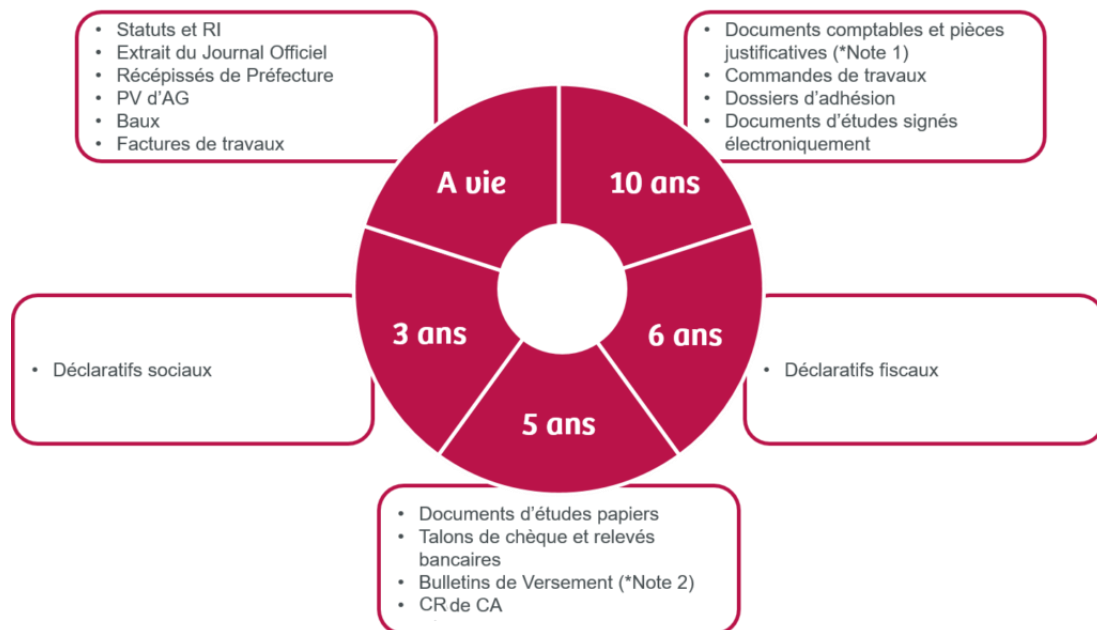 • Statuts et RI
• Extrait du Journal Officiel
• Récépissés de Préfecture
• PV d'AG
• Baux
• Factures de travaux
• Documents comptables et pièces
justificatives (*Note 1)
• Commandes de travaux
• Dossiers d'adhésion
• Documents d'études signés
électroniquement
A vie
10 ans
3 ans
6 ans
5 ans
• Déclaratifs sociaux
• Déclaratifs fiscaux
• Documents d'études papiers
• Talons de chèque et relevés
bancaires
• Bulletins de Versement (*Note 2)
• CR de CA